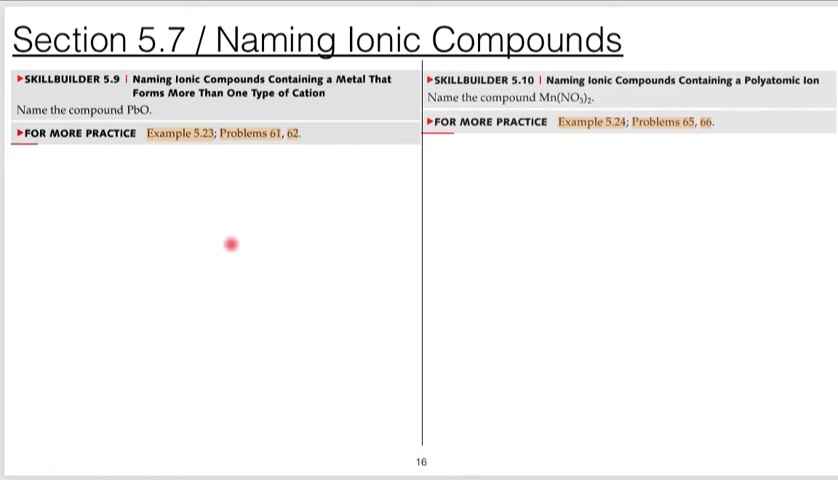 Section 5.7 / Naming Ionic Compounds
▶SKILLBUILDER 5.9 | Naming Ionic Compounds Containing a Metal That
Forms More Than One Type of Cation
Name the compound PbO.
▶FOR MORE PRACTICE Example 5.23; Problems 61, 62.
▶SKILLBUILDER 5.10 | Naming Ionic Compounds Containing a Polyatomic Ion
Name the compound Mn(NO₃)₂.
▶FOR MORE PRACTICE Example 5.24; Problems 65, 66.
16